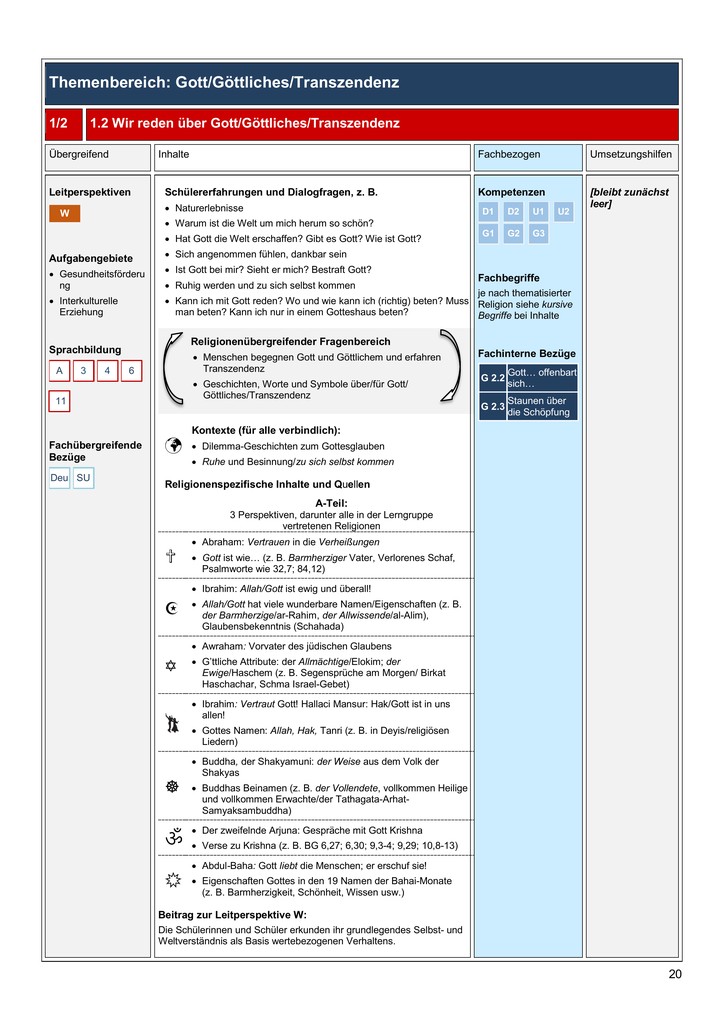 Themenbereich: Gott/Göttliches/Transzendenz
1/2 1.2 Wir reden über Gott/Göttliches/Transzendenz
Übergreifend
Inhalte
Fachbezogen
Umsetzungshilfen
Leitperspektiven
W
Aufgabengebiete
• Gesundheitsförderu
ng
• Interkulturelle
Erziehung
Sprachbildung
A 3 4 6
11
Fachübergreifende
Bezüge
Deu SU
Schülererfahrungen und Dialogfragen, z. B.
• Naturerlebnisse
• Warum ist die Welt um mich herum so schön?
• Hat Gott die Welt erschaffen? Gibt es Gott? Wie ist Gott?
• Sich angenommen fühlen, dankbar sein
• Ist Gott bei mir? Sieht er mich? Bestraft Gott?
• Ruhig werden und zu sich selbst kommen
• Kann ich mit Gott reden? Wo und wie kann ich (richtig) beten? Muss
man beten? Kann ich nur in einem Gotteshaus beten?
Religionenübergreifender Fragenbereich
• Menschen begegnen Gott und Göttlichem und erfahren
Transzendenz
• Geschichten, Worte und Symbole über/für Gott/
Göttliches/Transzendenz
Kontexte (für alle verbindlich):
• Dilemma-Geschichten zum Gottesglauben
• Ruhe und Besinnung/zu sich selbst kommen
Religionenspezifische Inhalte und Quellen
A-Teil:
3 Perspektiven, darunter alle in der Lerngruppe
vertretenen Religionen
• Abraham: Vertrauen in die Verheißungen
• Gott ist wie… (z. B. Barmherziger Vater, Verlorenes Schaf,
Psalmworte wie 32,7; 84,12)
• Ibrahim: Allah/Gott ist ewig und überall!
• Allah/Gott hat viele wunderbare Namen/Eigenschaften (z. B.
der Barmherzige/ar-Rahim, der Allwissende/al-Alim),
Glaubensbekenntnis (Schahada)
• Awraham: Vorvater des jüdischen Glaubens
• G'ttliche Attribute: der Allmächtige/Elokim; der
Ewige/Haschem (z. B. Segensprüche am Morgen/ Birkat
Haschachar, Schma Israel-Gebet)
• Ibrahim: Vertraut Gott! Hallaci Mansur: Hak/Gott ist in uns
allen!
• Gottes Namen: Allah, Hak, Tanri (z. B. in Deyis/religiösen
Liedern)
• Buddha, der Shakyamuni: der Weise aus dem Volk der
Shakyas
• Buddhas Beinamen (z. B. der Vollendete, vollkommen Heilige
und vollkommen Erwachte/der Tathagata-Arhat-
Samyaksambuddha)
ॐ
• Der zweifelnde Arjuna: Gespräche mit Gott Krishna
• Verse zu Krishna (z. B. BG 6,27; 6,30; 9,3-4; 9,29; 10,8-13)
• Abdul-Baha: Gott liebt die Menschen; er erschuf sie!
• Eigenschaften Gottes in den 19 Namen der Bahai-Monate
(z. B. Barmherzigkeit, Schönheit, Wissen usw.)
Beitrag zur Leitperspektive W:
Die Schülerinnen und Schüler erkunden ihr grundlegendes Selbst- und
Weltverständnis als Basis wertebezogenen Verhaltens.
Kompetenzen
D1 D2 U1 U2
G1 G2 G3
Fachbegriffe
je nach thematisierter
Religion siehe kursive
Begriffe bei Inhalte
Fachinterne Bezüge
G 2.2 Gott… offenbart
sich…
G 2.3 Staunen über
die Schöpfung
[bleibt zunächst
leer]
20